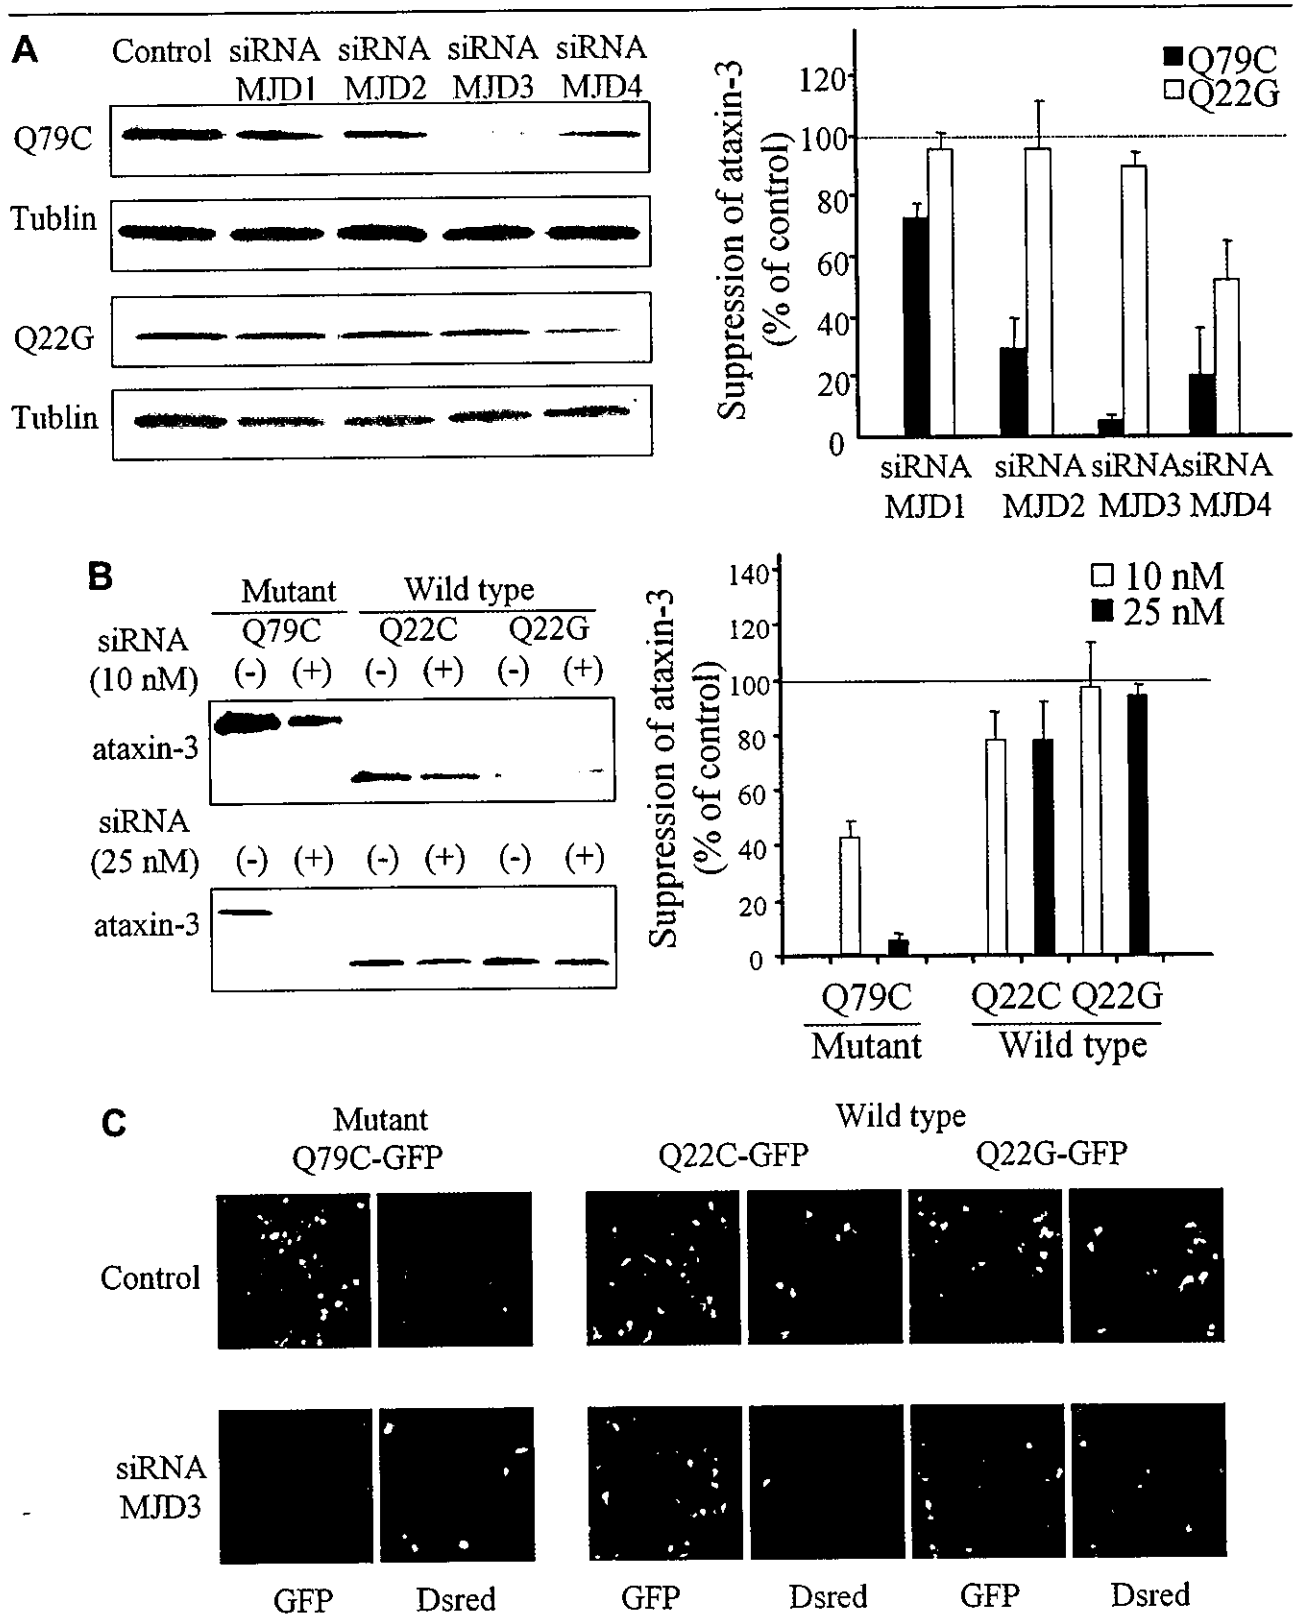 A
Control siRNA siRNA siRNA siRNA
MJD1 MJD2 MJD3 MJD4
Q79C
Tublin
Q22G
Tublin
Suppression of ataxin-3
(% of control)
120
100
80
60
40
20
0
Q79C
Q22G
siRNA siRNA siRNA siRNA
MJD1 MJD2 MJD3 MJD4
B
Mutant Wild type
siRNA Q79C Q22C Q22G
(10 nM) (-) (+) (-) (+) (-) (+)
ataxin-3
siRNA
(25 nM) (-) (+) (-) (+) (-) (+)
ataxin-3
Suppression of ataxin-3
(% of control)
140
120
100
80
60
40
20
0
10 nM
25 nM
Q79C Q22C Q22G
Mutant Wild type
C
Mutant Wild type
Q79C-GFP Q22C-GFP Q22G-GFP
Control
siRNA
MJD3
GFP Dsred GFP Dsred GFP Dsred